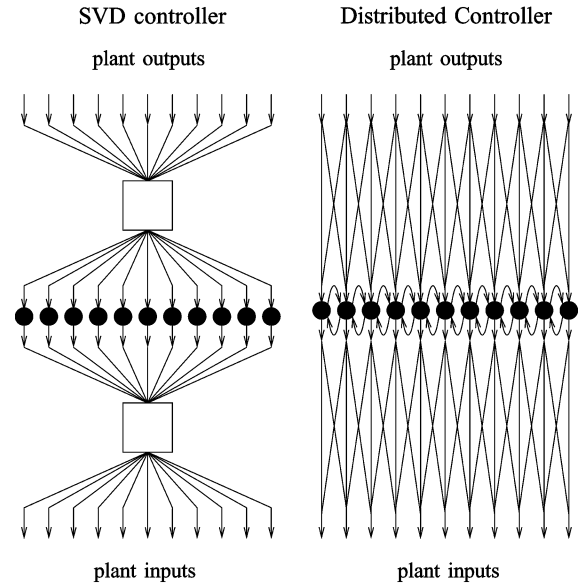 SVD controller
plant outputs
Distributed Controller
plant outputs
plant inputs
plant inputs